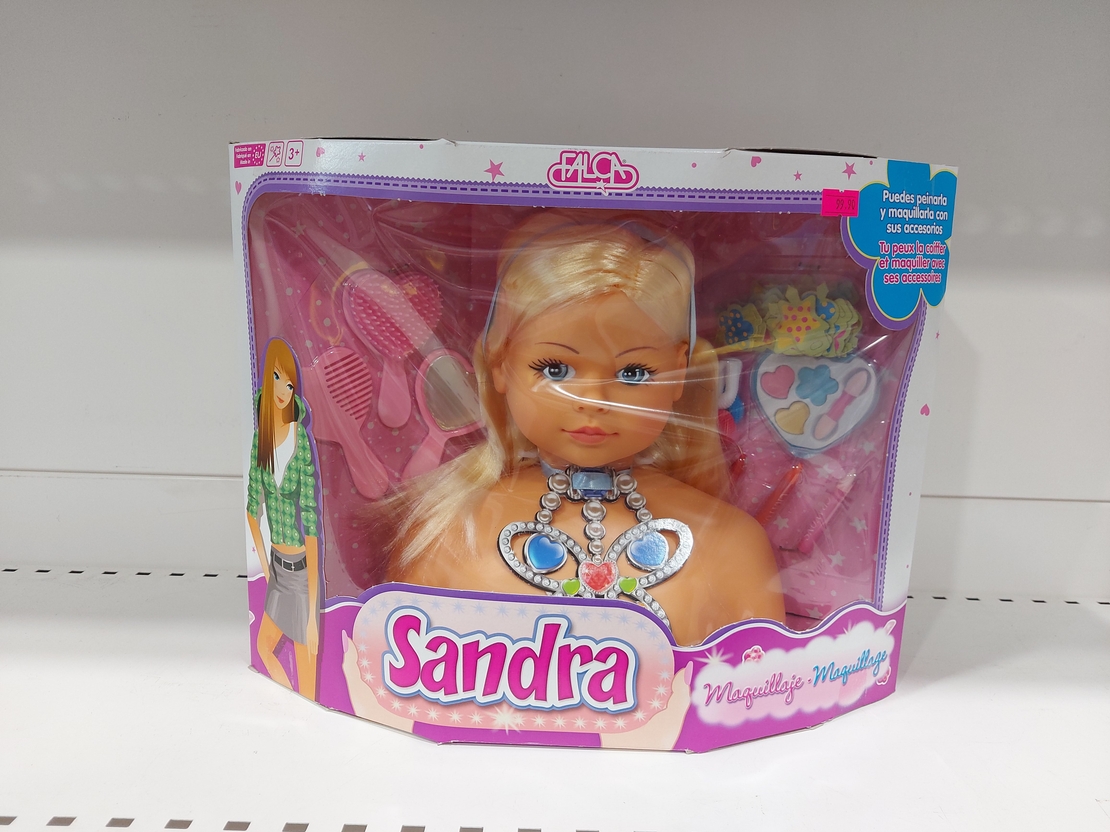 EU
3+
FALCA
Puedes peinarla
y maquillarla con
sus accesorios
Tu peux la coiffer
et maquiller avec
ses accessoires
Sandra
Maquillaje - Maquillage